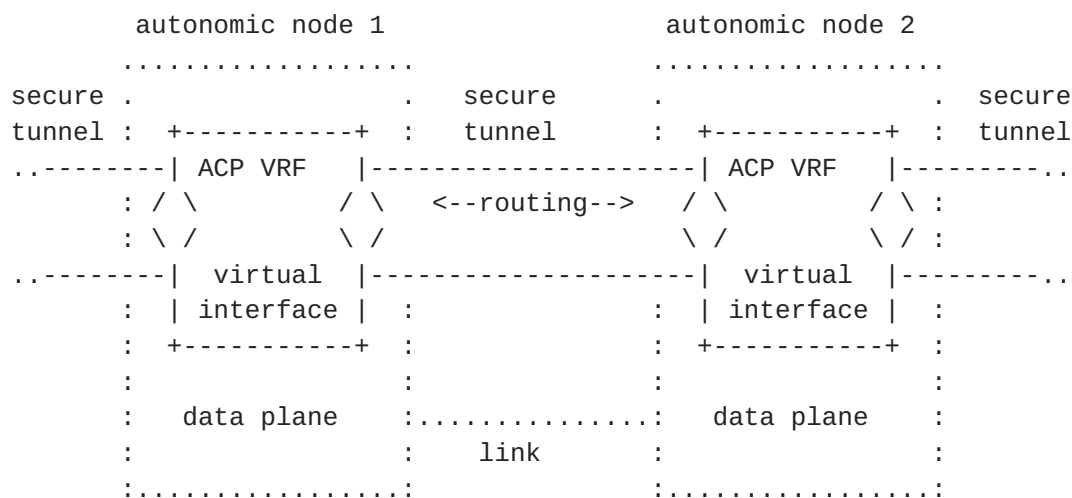 autonomic node 1 autonomic node 2
secure secure secure
tunnel tunnel tunnel
ACP VRF ACP VRF
<--routing-->
virtual virtual
interface interface
data plane data plane
link